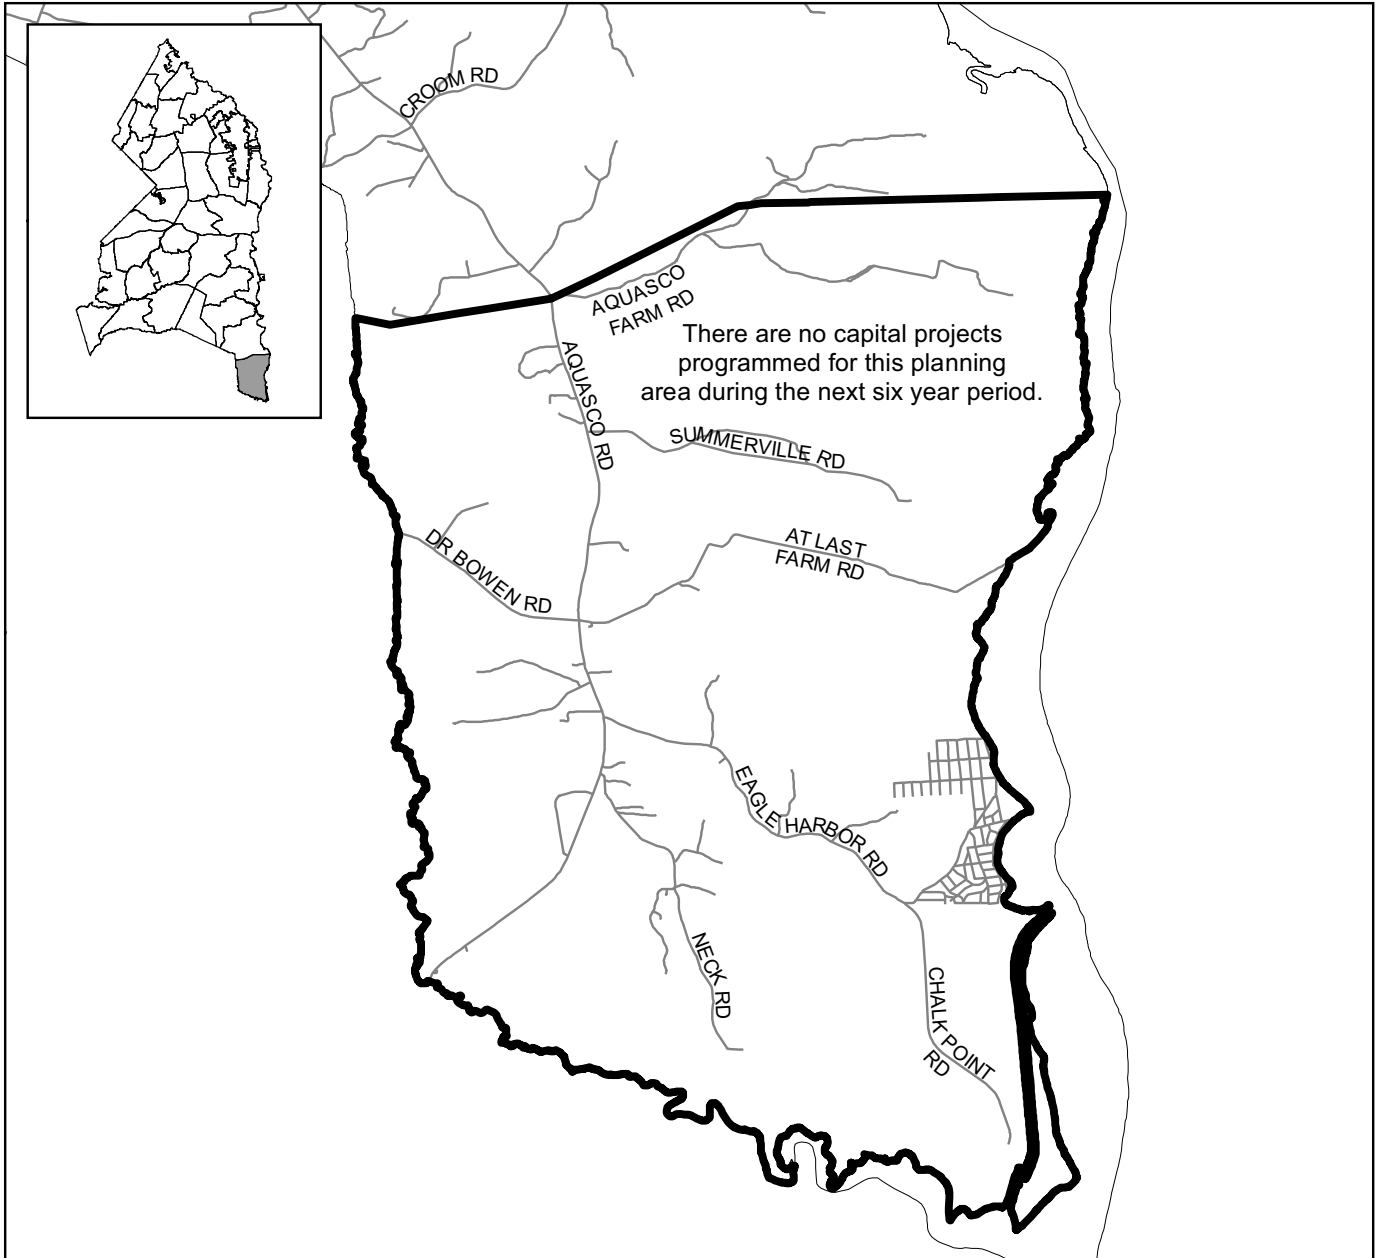 CROOM RD
AQUASCO
FARM RD
There are no capital projects
programmed for this planning
area during the next six year period.
AQUASCO RD
SUMMERVILLE RD
DR BOWEN RD
AT LAST
FARM RD
EAGLE HARBOR RD
NECK RD
CHALK POINT
RD